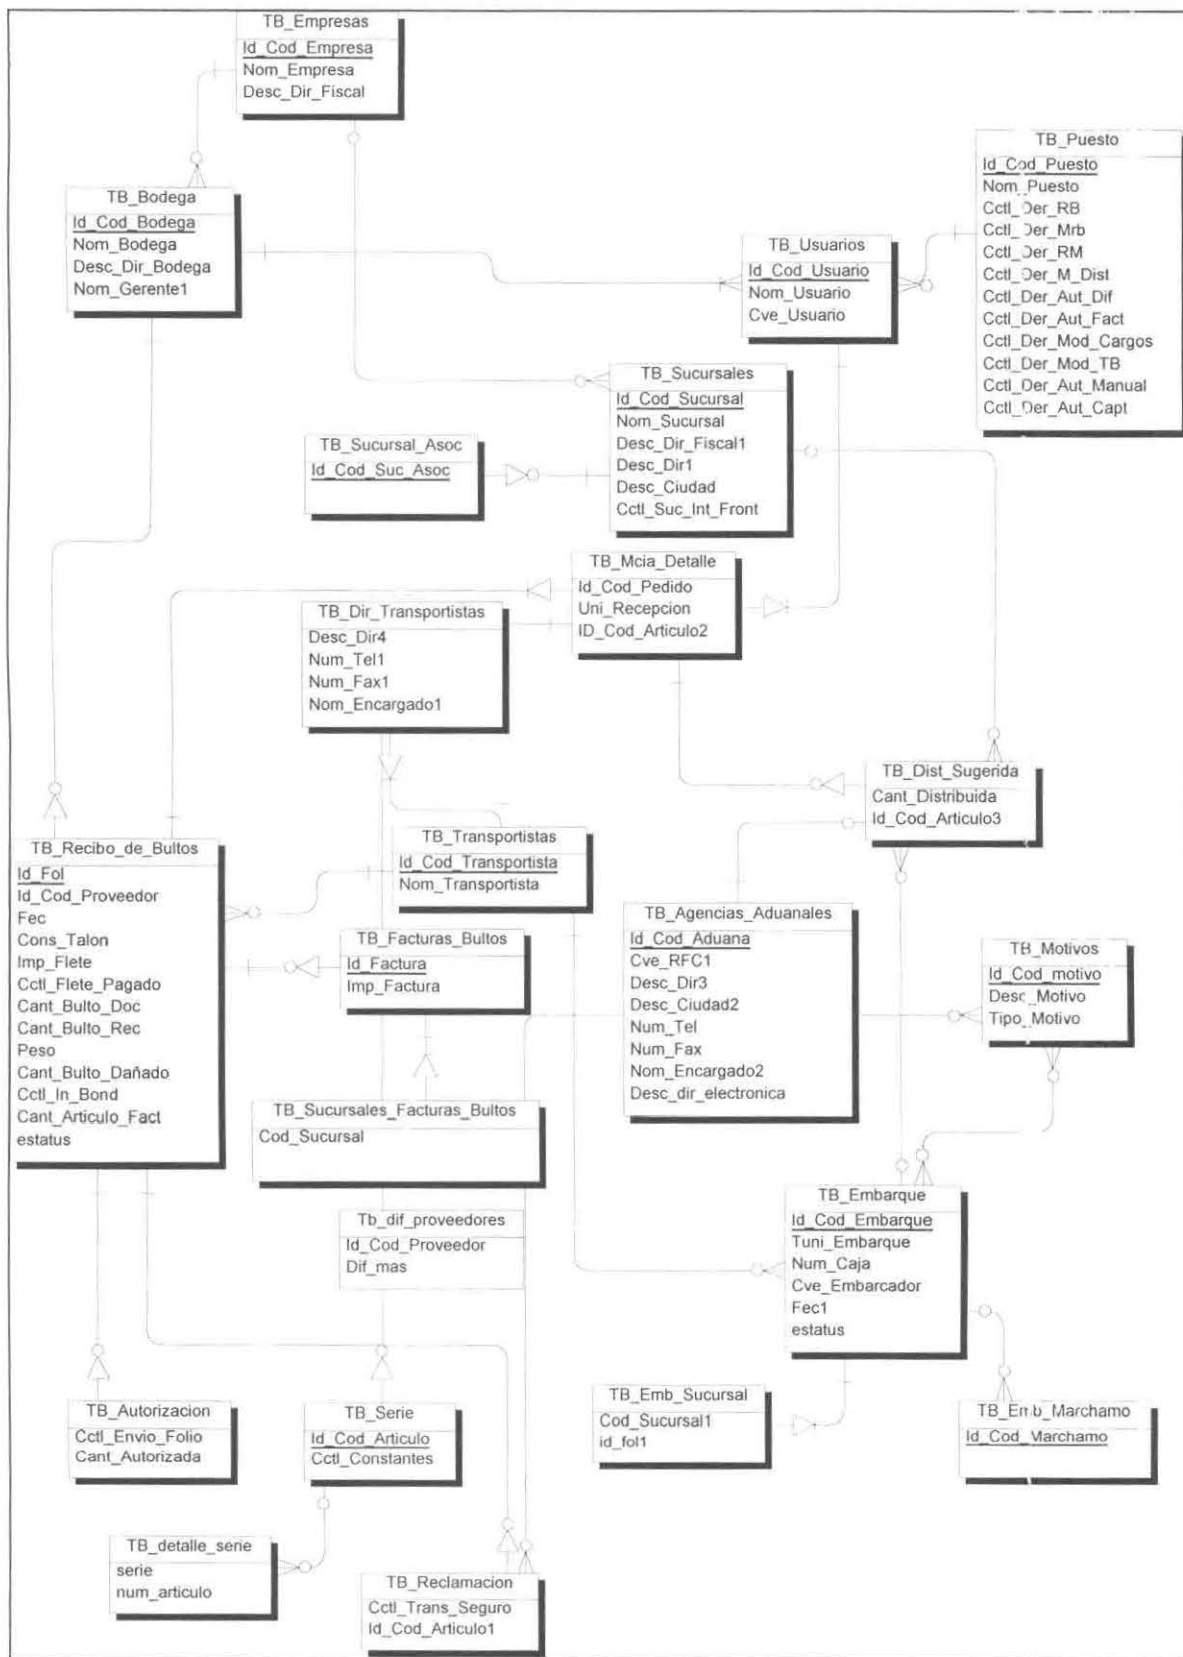 TB_Empresas
Id_Cod_Empresa
Nom_Empresa
Desc_Dir_Fiscal
TB_Bodega
Id_Cod_Bodega
Nom_Bodega
Desc_Dir_Bodega
Nom_Gerente1
TB_Usuarios
Id_Cod_Usuario
Nom_Usuario
Cve_Usuario
TB_Puesto
Id_Cod_Puesto
Nom_Puesto
Cctl_Der_RB
Cctl_Der_Mrb
Cctl_Der_RM
Cctl_Der_M_Dist
Cctl_Der_Aut_Dif
Cctl_Der_Aut_Fact
Cctl_Der_Mod_Cargos
Cctl_Der_Mod_TB
Cctl_Der_Aut_Manual
Cctl_Der_Aut_Capt
TB_Sucursales
Id_Cod_Sucursal
Nom_Sucursal
Desc_Dir_Fiscal1
Desc_Dir1
Desc_Ciudad
Cctl_Suc_Int_Front
TB_Sucursal_Asoc
Id_Cod_Suc_Asoc
TB_Mcia_Detalle
Id_Cod_Pedido
Uni_Recepcion
ID_Cod_Articulo2
TB_Dir_Transportistas
Desc_Dir4
Num_Tel1
Num_Fax1
Nom_Encargado1
TB_Dist_Sugerida
Cant_Distribuida
Id_Cod_Articulo3
TB_Recibo_de_Bultos
Id_Fol
Id_Cod_Proveedor
Fec
Cons_Talon
Imp_Flete
Cctl_Flete_Pagado
Cant_Bulto_Doc
Cant_Bulto_Rec
Peso
Cant_Bulto_Dañado
Cctl_In_Bond
Cant_Articulo_Fact
estatus
TB_Transportistas
Id_Cod_Transportista
Nom_Transportista
TB_Facturas_Bultos
Id_Factura
Imp_Factura
TB_Agencias_Aduanales
Id_Cod_Aduana
Cve_RFC1
Desc_Dir3
Desc_Ciudad2
Num_Tel
Num_Fax
Nom_Encargado2
Desc_dir_electronica
TB_Motivos
Id_Cod_motivo
Desc_Motivo
Tipo_Motivo
TB_Sucursales_Facturas_Bultos
Cod_Sucursal
Tb_dif_proveedores
Id_Cod_Proveedor
Dif_mas
TB_Embarque
Id_Cod_Embarque
Tuni_Embarque
Num_Caja
Cve_Embarcador
Fec1
estatus
TB_Autorizacion
Cctl_Envio_Folio
Cant_Autorizada
TB_Serie
Id_Cod_Articulo
Cctl_Constantes
TB_Emb_Sucursal
Cod_Sucursal1
id_fol1
TB_Emb_Marchamo
Id_Cod_Marchamo
TB_detalle_serie
serie
num_articulo
TB_Reclamacion
Cctl_Trans_Seguro
Id_Cod_Articulo1